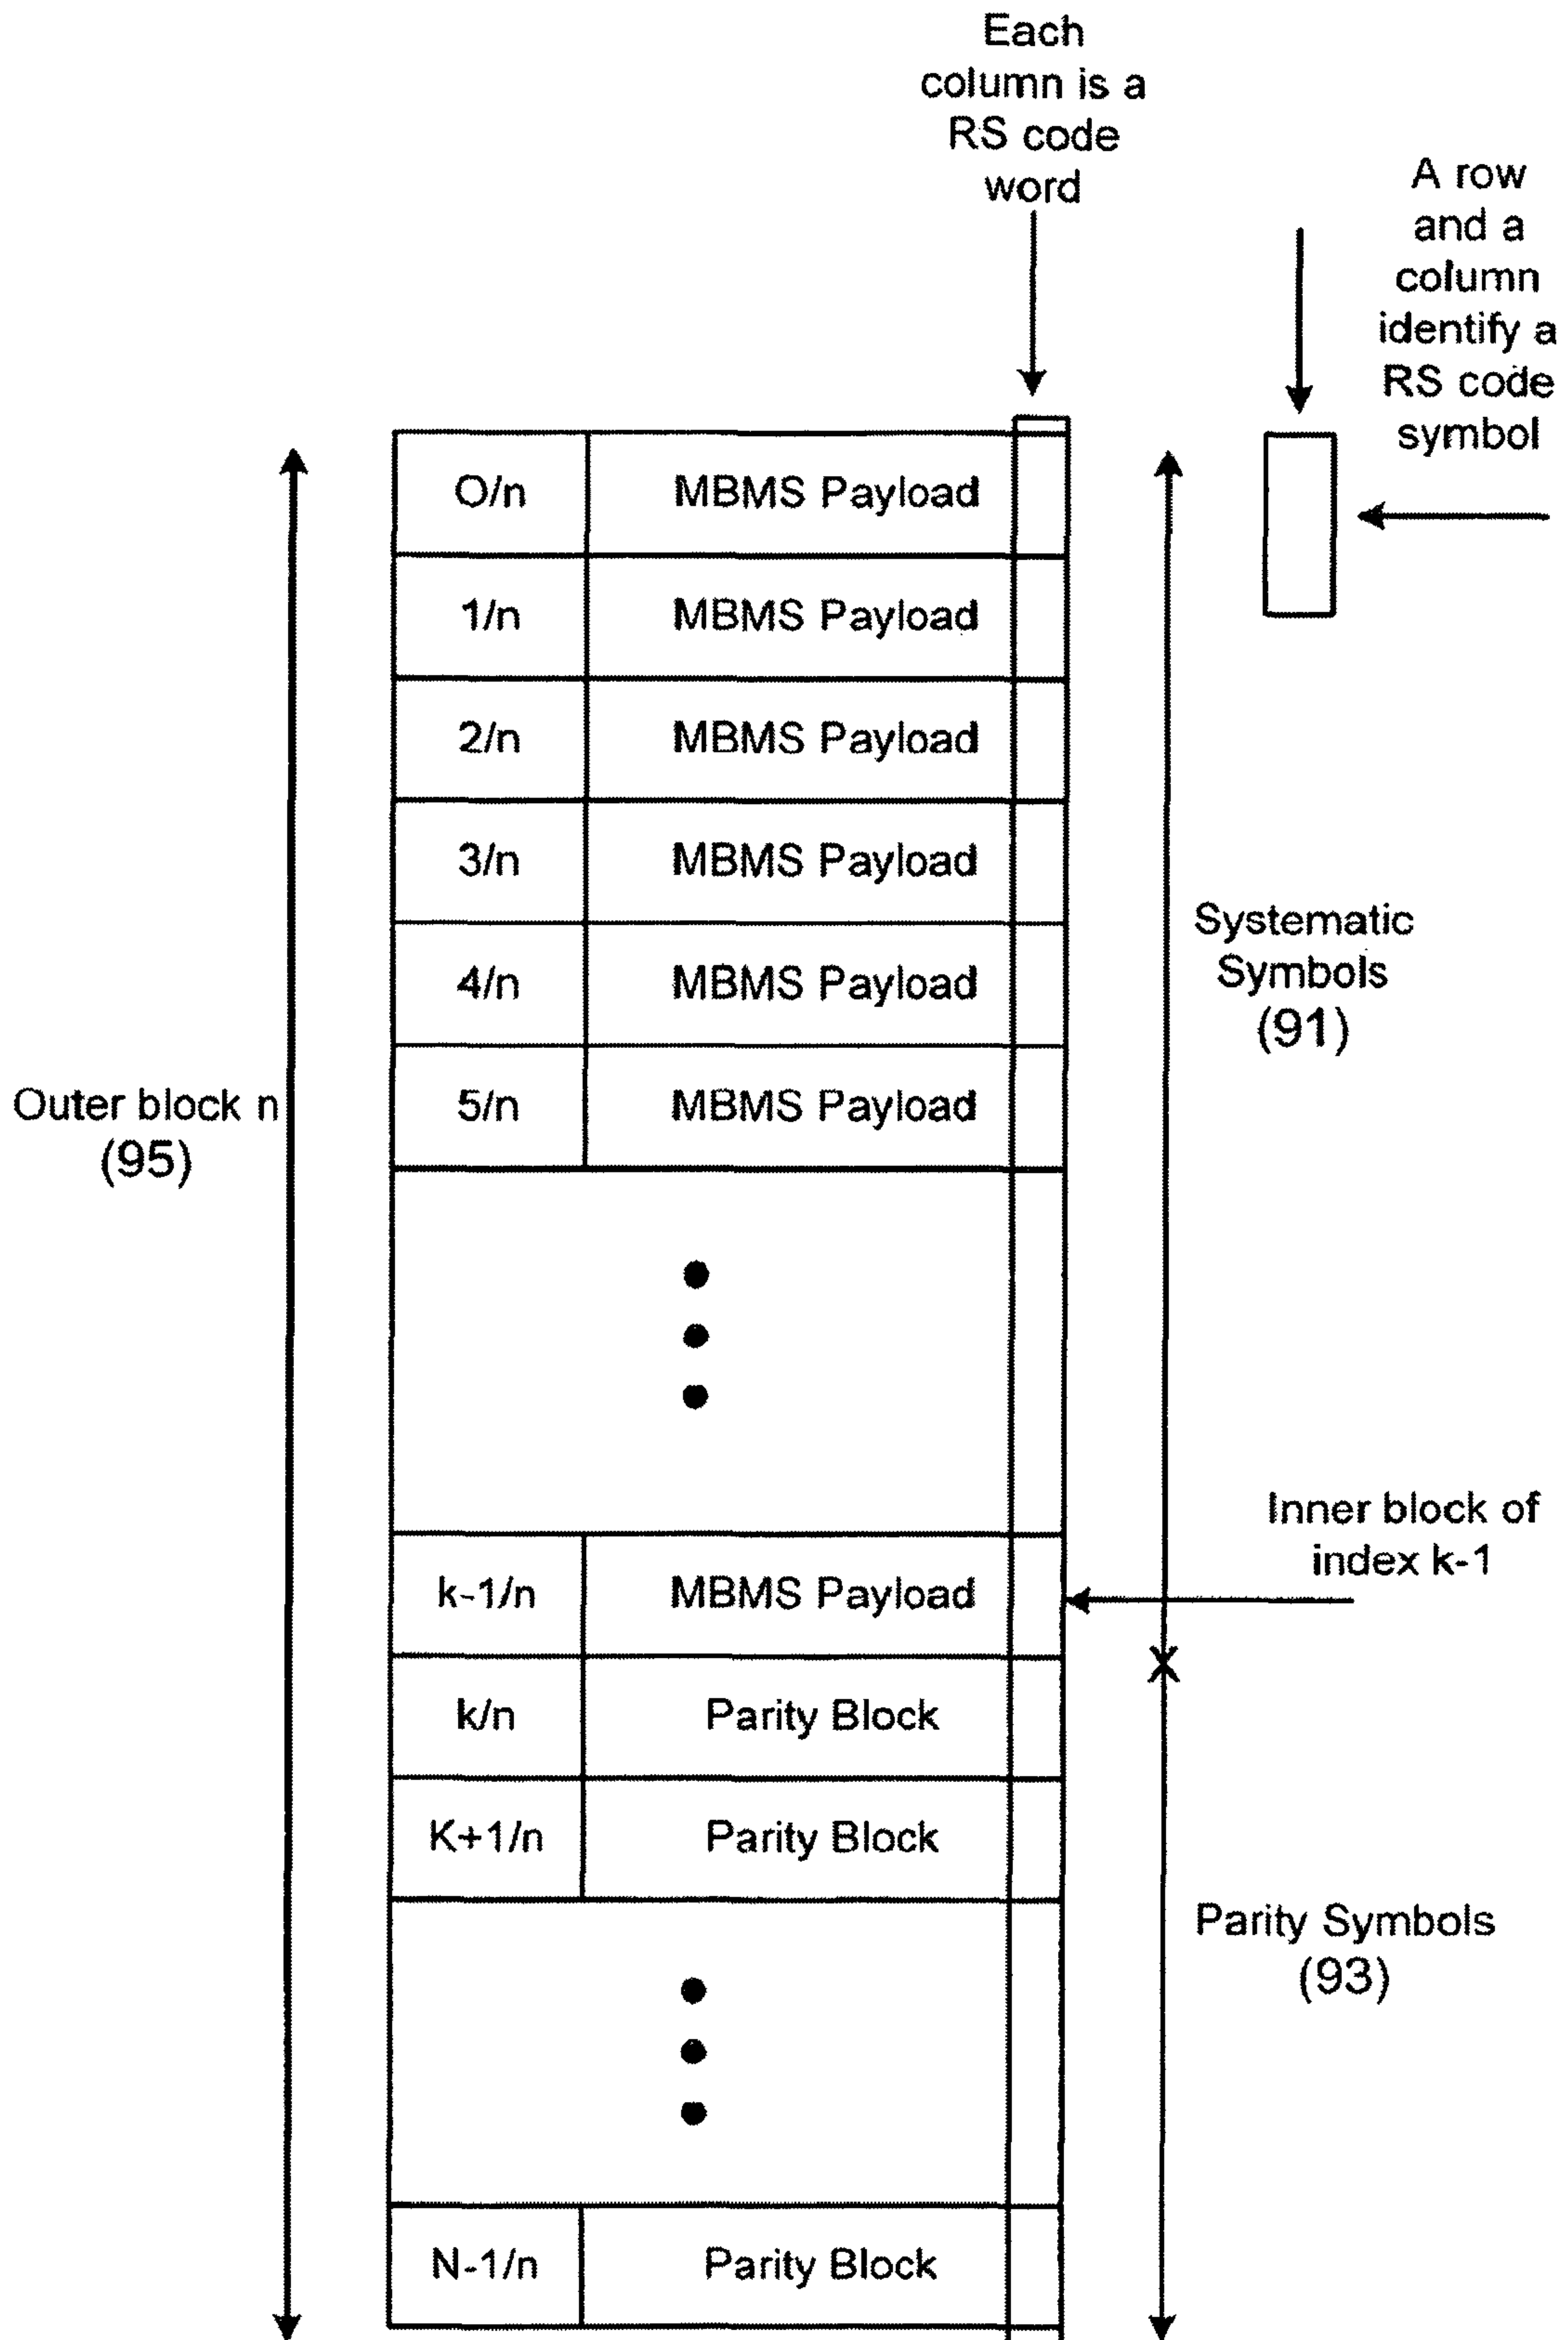 Each
column is a
RS code
word
A row
and a
column
identify a
RS code
symbol
O/n MBMS Payload
1/n MBMS Payload
2/n MBMS Payload
3/n MBMS Payload
4/n MBMS Payload
5/n MBMS Payload
Systematic
Symbols
(91)
Outer block n
(95)
Inner block of
index k-1
k-1/n MBMS Payload
k/n Parity Block
K+1/n Parity Block
Parity Symbols
(93)
N-1/n Parity Block